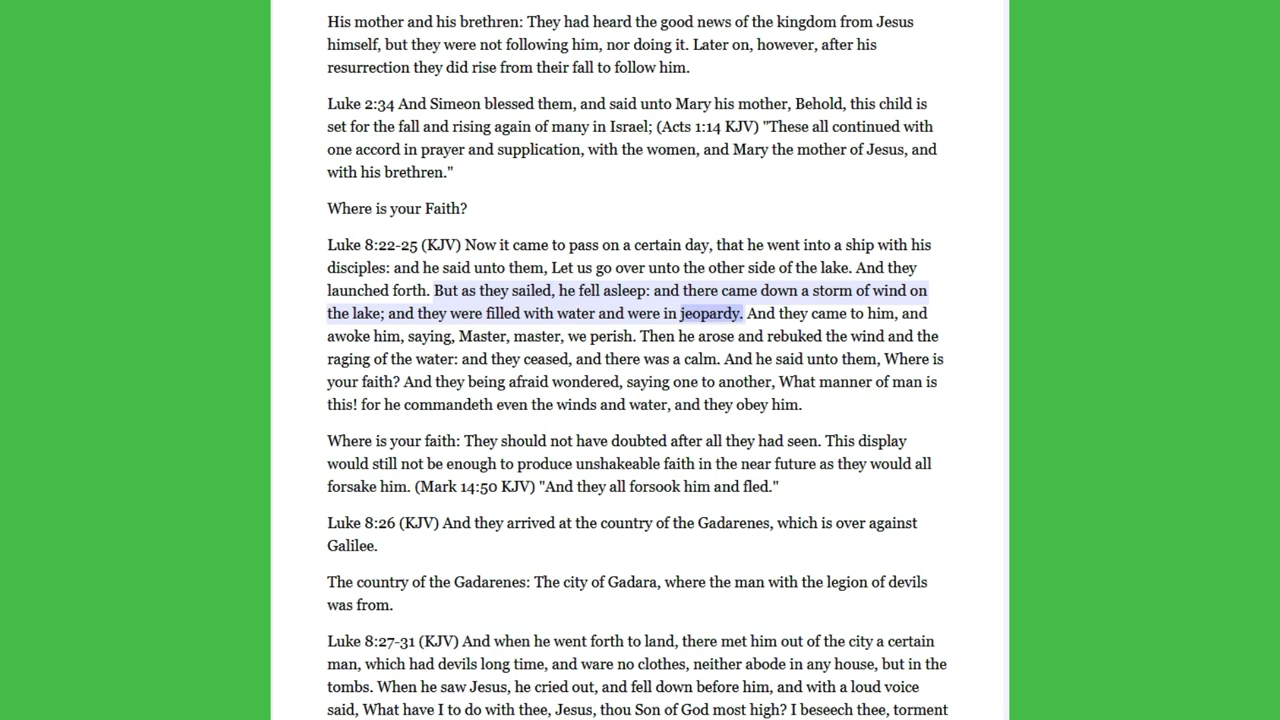 His mother and his brethren: They had heard the good news of the kingdom from Jesus
himself, but they were not following him, nor doing it. Later on, however, after his
resurrection they did rise from their fall to follow him.
Luke 2:34 And Simeon blessed them, and said unto Mary his mother, Behold, this child is
set for the fall and rising again of many in Israel; (Acts 1:14 KJV) "These all continued with
one accord in prayer and supplication, with the women, and Mary the mother of Jesus, and
with his brethren."
Where is your Faith?
Luke 8:22-25 (KJV) Now it came to pass on a certain day, that he went into a ship with his
disciples: and he said unto them, Let us go over unto the other side of the lake. And they
launched forth. But as they sailed, he fell asleep: and there came down a storm of wind on
the lake; and they were filled with water and were in jeopardy. And they came to him, and
awoke him, saying, Master, master, we perish. Then he arose and rebuked the wind and the
raging of the water: and they ceased, and there was a calm. And he said unto them, Where is
your faith? And they being afraid wondered, saying one to another, What manner of man is
this! for he commandeth even the winds and water, and they obey him.
Where is your faith: They should not have doubted after all they had seen. This display
would still not be enough to produce unshakeable faith in the near future as they would all
forsake him. (Mark 14:50 KJV) "And they all forsook him and fled."
Luke 8:26 (KJV) And they arrived at the country of the Gadarenes, which is over against
Galilee.
The country of the Gadarenes: The city of Gadara, where the man with the legion of devils
was from.
Luke 8:27-31 (KJV) And when he went forth to land, there met him out of the city a certain
man, which had devils long time, and ware no clothes, neither abode in any house, but in the
tombs. When he saw Jesus, he cried out, and fell down before him, and with a loud voice
said, What have I to do with thee, Jesus, thou Son of God most high? I beseech thee, torment